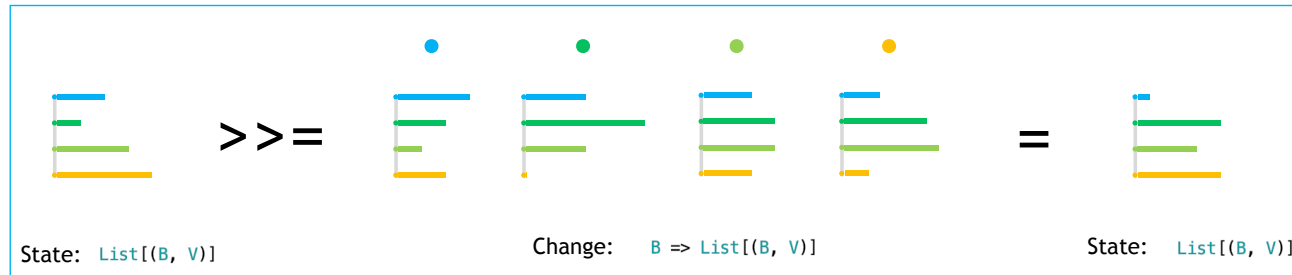 >>= =
State: List[(B, V)] Change: B => List[(B, V)] State: List[(B, V)]